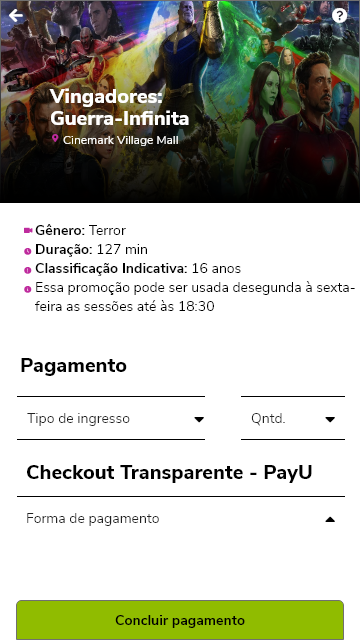 Vingadores:
Guerra-Infinita
Cinemark Village Mall
Gênero: Terror
Duração: 127 min
Classificação Indicativa: 16 anos
Essa promoção pode ser usada desegunda à sexta-
feira as sessões até às 18:30
Pagamento
Tipo de ingresso
Qntd.
Checkout Transparente - PayU
Forma de pagamento
Concluir pagamento